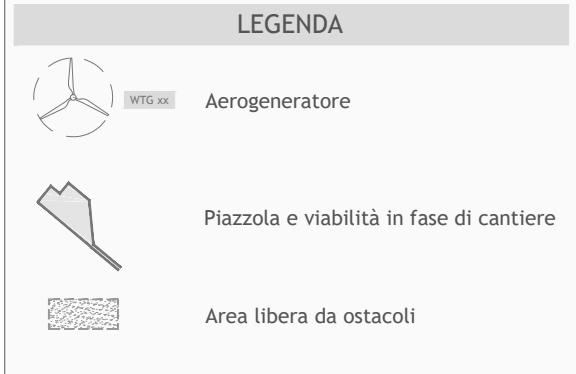 LEGENDA
WTG xx
Aerogeneratore
Piazzola e viabilità in fase di cantiere
Area libera da ostacoli